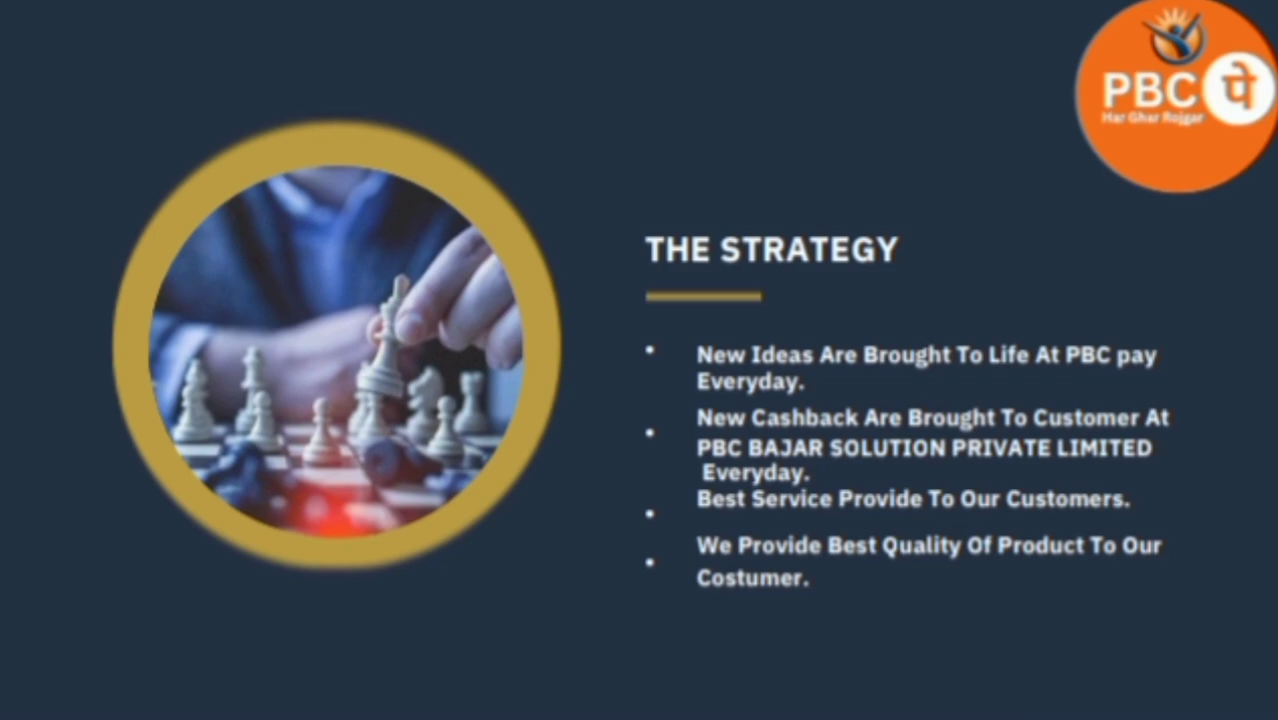 PBC पे
Har Ghar Rojgar
THE STRATEGY
• New Ideas Are Brought To Life At PBC pay
Everyday.
• New Cashback Are Brought To Customer At
PBC BAJAR SOLUTION PRIVATE LIMITED
Everyday.
• Best Service Provide To Our Customers.
• We Provide Best Quality Of Product To Our
Costumer.